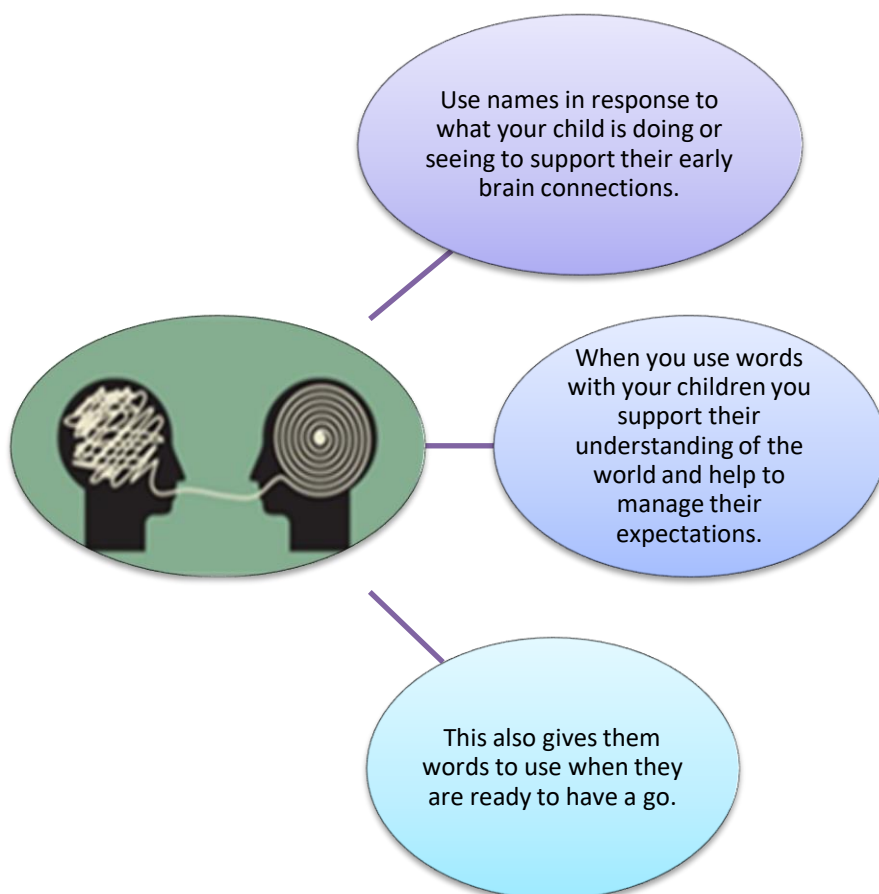 Use names in response to
what your child is doing or
seeing to support their early
brain connections.
When you use words
with your children you
support their
understanding of the
world and help to
manage their
expectations.
This also gives them
words to use when they
are ready to have a go.